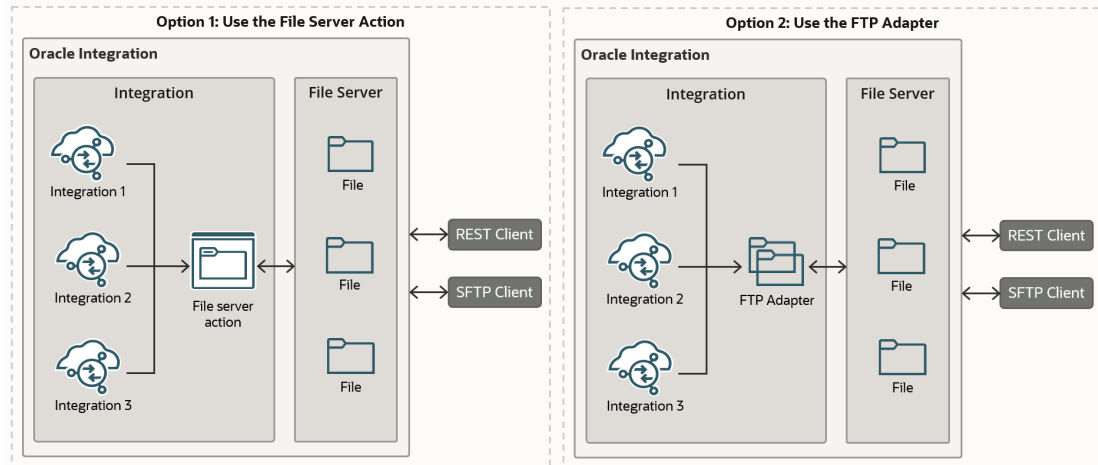 Option 1: Use the File Server Action
Oracle Integration
Integration
File Server
Integration 1
File
Integration 2
File server
action
File
Integration 3
File
REST Client
SFTP Client
Option 2: Use the FTP Adapter
Oracle Integration
Integration
File Server
Integration 1
File
Integration 2
FTP Adapter
File
Integration 3
File
REST Client
SFTP Client